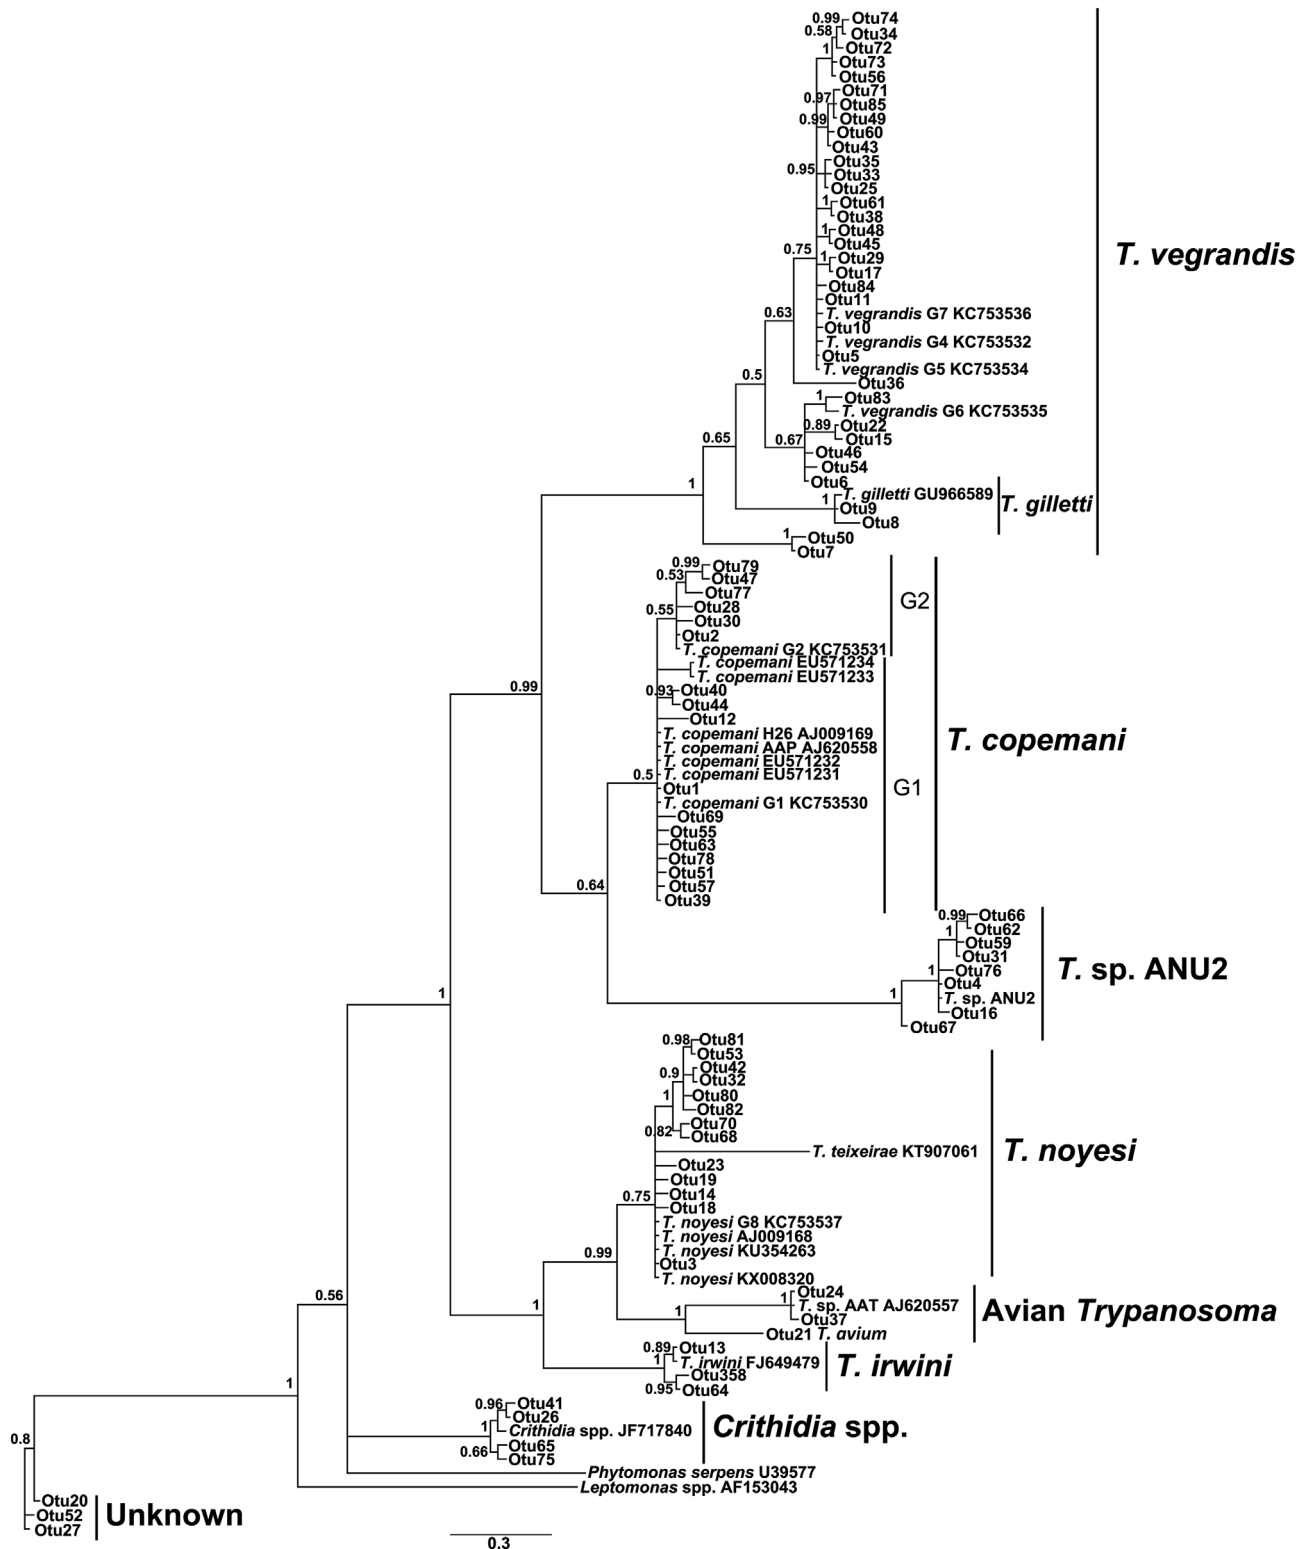 0.99
Otu74
0.58
Otu34
Otu72
1
Otu73
Otu56
Otu71
0.97
Otu85
Otu49
0.99
Otu60
Otu43
Otu35
0.95
Otu33
Otu25
1
Otu61
Otu38
1
Otu48
Otu45
0.75
1
Otu29
Otu17
T. vegrandis
Otu84
Otu11
0.63
T. vegrandis G7 KC753536
Otu10
T. vegrandis G4 KC753532
Otu5
T. vegrandis G5 KC753534
0.5
Otu36
1
Otu83
T. vegrandis G6 KC753535
0.89
Otu22
0.65
0.67
Otu15
Otu46
Otu54
Otu6
1
1
T. gilletti GU966589
Otu9
T. gilletti
Otu8
1
Otu50
Otu7
0.99
Otu79
0.53
Otu47
Otu77
G2
0.55
Otu28
Otu30
Otu2
T. copemani G2 KC753531
T. copemani EU571234
T. copemani EU571233
0.99
0.93
Otu40
Otu44
Otu12
T. copemani H26 AJ009169
T. copemani
T. copemani AAP AJ620558
T. copemani EU571232
0.5
T. copemani EU571231
Otu1
G1
T. copemani G1 KC753530
Otu69
Otu55
Otu63
Otu78
Otu51
0.64
Otu57
Otu39
0.99
Otu66
1
Otu62
Otu59
Otu31
1
Otu76
T. sp. ANU2
Otu4
1
1
T. sp. ANU2
Otu16
Otu67
0.98
Otu81
Otu53
0.9
Otu42
Otu32
1
Otu80
Otu82
0.82
Otu70
Otu68
T. teixeirae KT907061
T. noyesi
Otu23
Otu19
0.75
Otu14
Otu18
T. noyesi G8 KC753537
T. noyesi AJ009168
0.99
T. noyesi KU354263
Otu3
T. noyesi KX008320
0.56
1
Otu24
1
1
T. sp. AAT AJ620557
Avian Trypanosoma
Otu37
Otu21 T. avium
0.89
Otu13
1
T. irwini FJ649479
T. irwini
Otu358
1
0.95
Otu64
0.96
Otu41
Otu26
1
Crithidia spp. JF717840
Crithidia spp.
0.8
Otu65
0.66
Otu75
Phytomonas serpens U39577
Leptomonas spp. AF153043
Otu20
Otu52
Unknown
Otu27
0.3